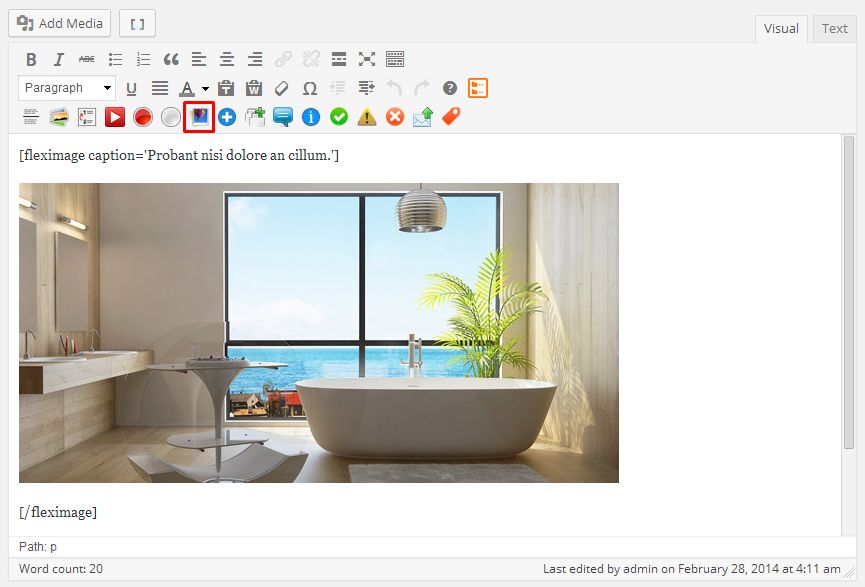 Add Media [ ]
Visual Text
B I ABC
Paragraph U A T W Ω ?
[fleximage caption='Probant nisi dolore an cillum.']
[/fleximage]
Path: p
Word count: 20 Last edited by admin on February 28, 2014 at 4:11 am